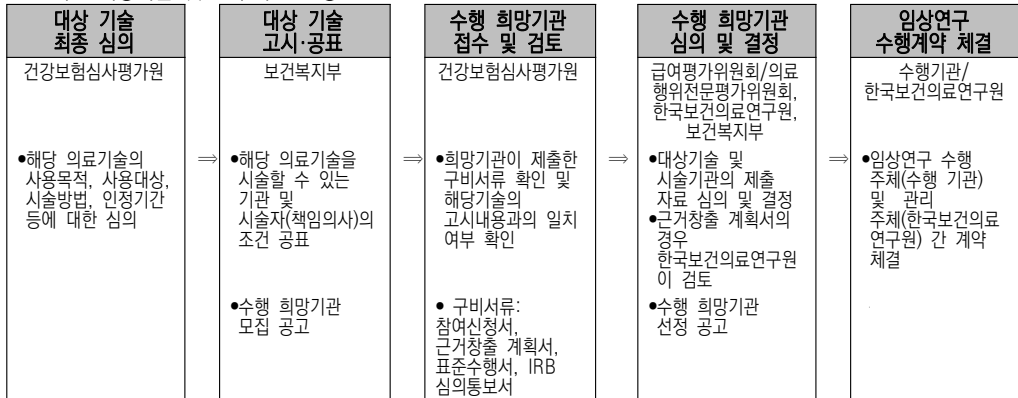 대상 기술
최종 심의
건강보험심사평가원
●해당 의료기술의
사용목적, 사용대상,
시술방법, 인정기간
등에 대한 심의
⇒
대상 기술
고시·공표
보건복지부
●해당 의료기술을
시술할 수 있는
기관 및
시술자(책임의사)의
조건 공표
●수행 희망기관
모집 공고
⇒
수행 희망기관
접수 및 검토
건강보험심사평가원
●희망기관이 제출한
구비서류 확인 및
해당기술의
고시내용과의 일치
여부 확인
● 구비서류:
참여신청서,
근거창출 계획서,
표준수행서, IRB
심의통보서
⇒
수행 희망기관
심의 및 결정
급여평가위원회/의료
행위전문평가위원회,
한국보건의료연구원,
보건복지부
●대상기술 및
시술기관의 제출
자료 심의 및 결정
●근거창출 계획서의
경우
한국보건의료연구원
이 검토
●수행 희망기관
선정 공고
⇒
임상연구
수행계약 체결
수행기관/
한국보건의료연구원
●임상연구 수행
주체(수행 기관)
및 관리
주체(한국보건의료
연구원) 간 계약
체결